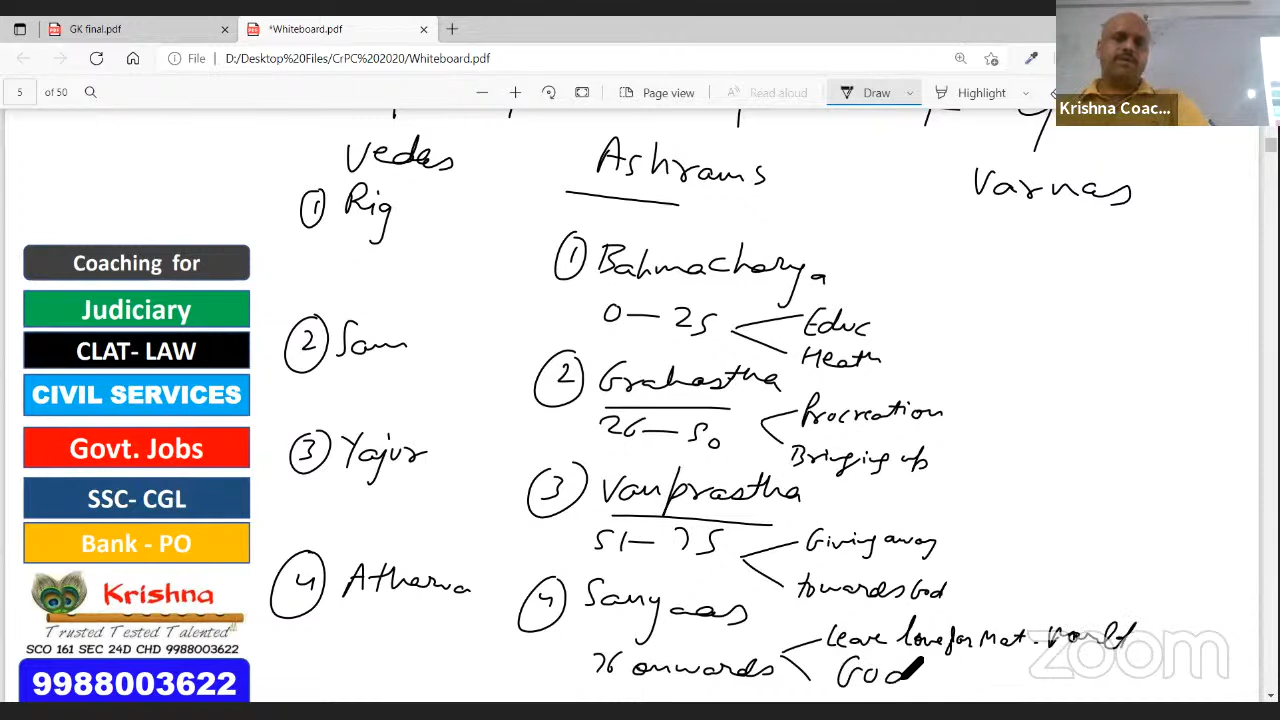 GK final.pdf
*Whiteboard.pdf
File D:/Desktop%20Files/CrPC%202020/Whiteboard.pdf
5 of 50
Page view
Read aloud
Draw
Highlight
Krishna Coac...
Vedas
Ashrams
Varnas
① Rig
② Sam
③ Yajur
④ Atharva
① Bahmacharya
0 — 25
Educ
Heath
② Grahastha
26 — 50
Procreation
Bringing up
③ Vanprastha
51 — 75
Giving away
towards God
④ Sanyaas
76 onwards
Leave love for Mat.
God
Coaching for
Judiciary
CLAT- LAW
CIVIL SERVICES
Govt. Jobs
SSC- CGL
Bank - PO
Krishna
Trusted Tested Talented
SCO 161 SEC 24D CHD 9988003622
9988003622
zoom